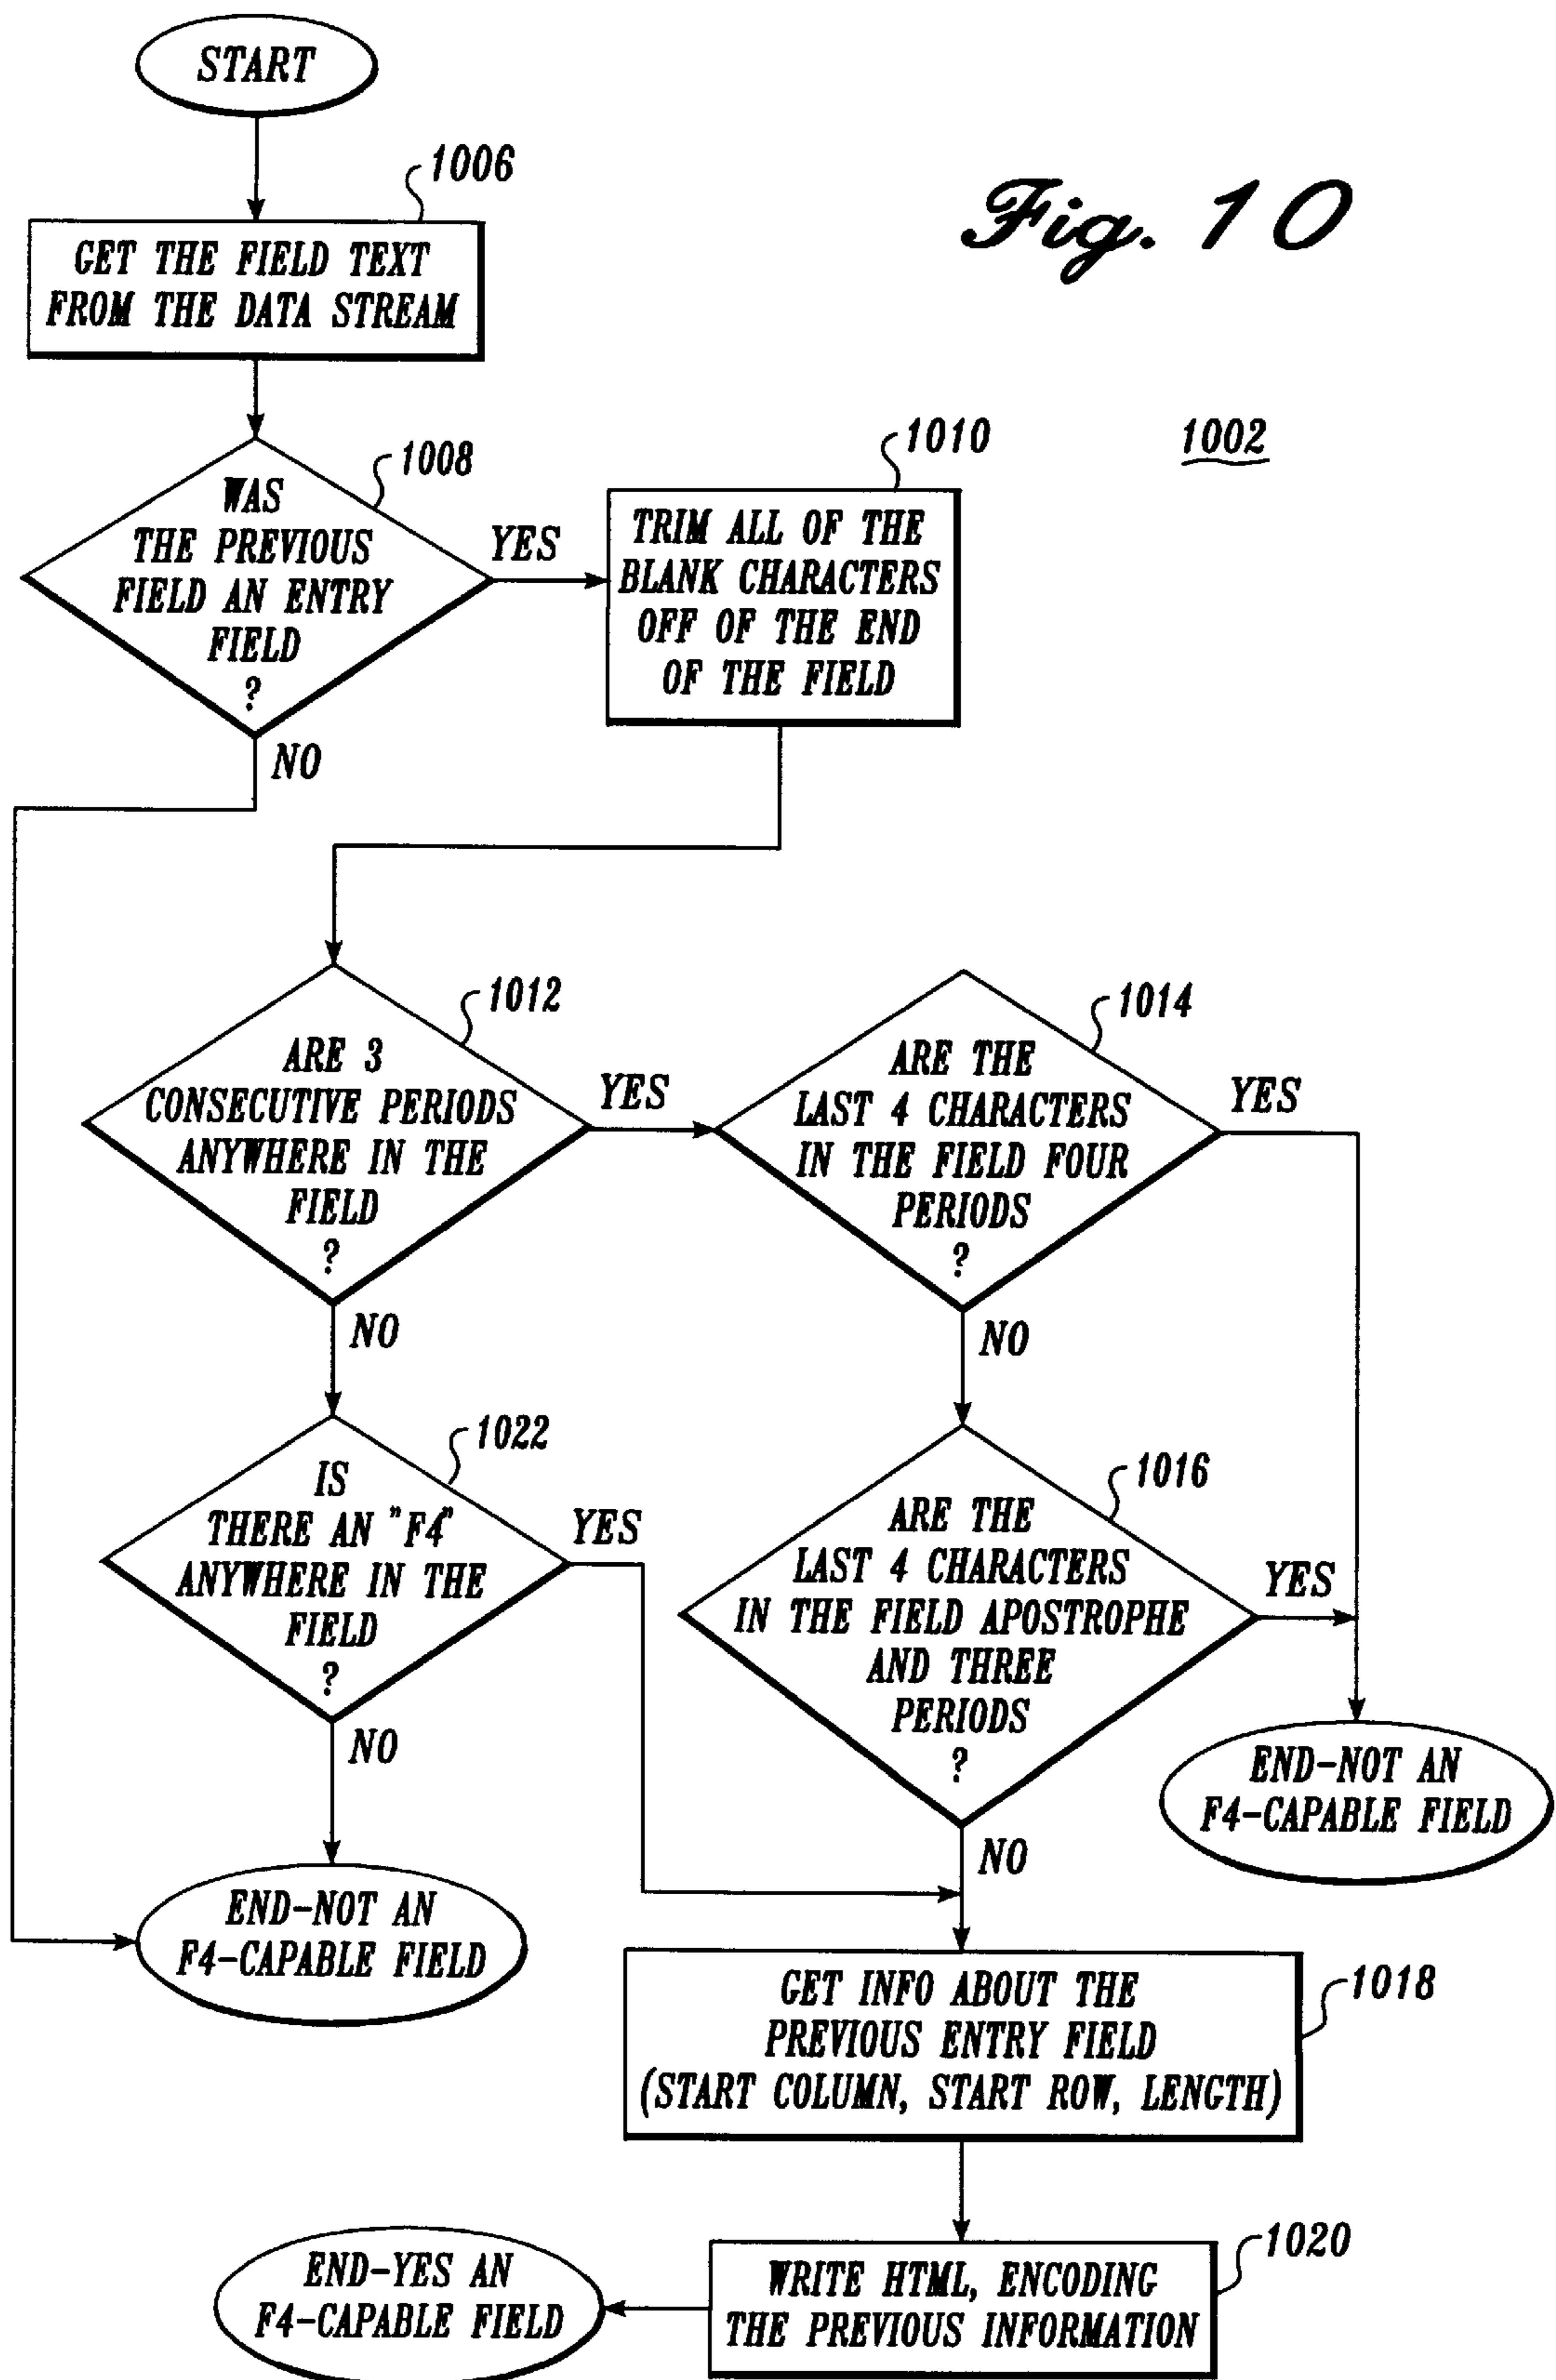 START
Fig. 10
1006
GET THE FIELD TEXT
FROM THE DATA STREAM
1008
WAS
THE PREVIOUS
FIELD AN ENTRY
FIELD
?
YES
NO
1010
TRIM ALL OF THE
BLANK CHARACTERS
OFF OF THE END
OF THE FIELD
1002
1012
ARE 3
CONSECUTIVE PERIODS
ANYWHERE IN THE
FIELD
?
YES
NO
1014
ARE THE
LAST 4 CHARACTERS
IN THE FIELD FOUR
PERIODS
?
YES
NO
1022
IS
THERE AN "F4"
ANYWHERE IN THE
FIELD
?
YES
NO
1016
ARE THE
LAST 4 CHARACTERS
IN THE FIELD APOSTROPHE
AND THREE
PERIODS
?
YES
NO
END-NOT AN
F4-CAPABLE FIELD
END-NOT AN
F4-CAPABLE FIELD
1018
GET INFO ABOUT THE
PREVIOUS ENTRY FIELD
(START COLUMN, START ROW, LENGTH)
1020
WRITE HTML, ENCODING
THE PREVIOUS INFORMATION
END-YES AN
F4-CAPABLE FIELD